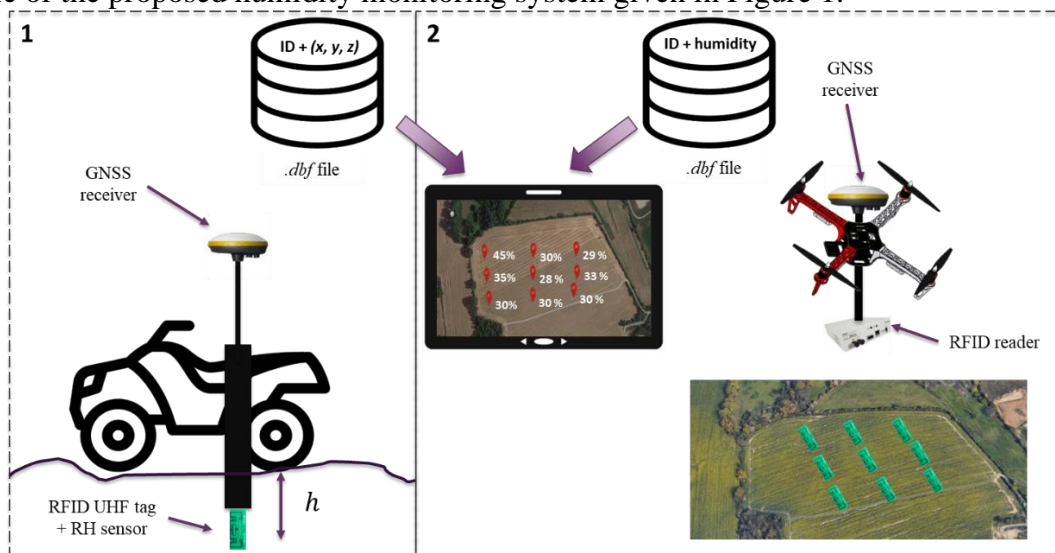 e of the proposed humidity monitoring system given in Figure 1.
1
ID + (x, y, z)
.dbf file
GNSS
receiver
RFID UHF tag
+ RH sensor
h
2
ID + humidity
.dbf file
GNSS
receiver
45%
30%
29 %
35%
28 %
33 %
30%
30 %
30 %
RFID reader